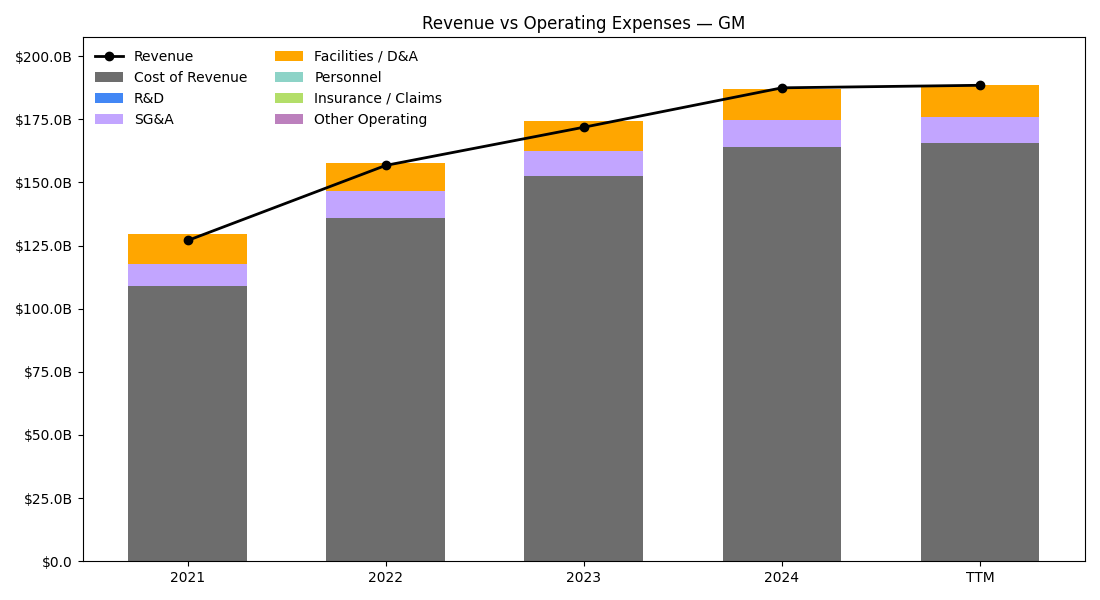 Revenue vs Operating Expenses — GM
$200.0B
$175.0B
$150.0B
$125.0B
$100.0B
$75.0B
$50.0B
$25.0B
$0.0
Revenue
Cost of Revenue
R&D
SG&A
Facilities / D&A
Personnel
Insurance / Claims
Other Operating
2021
2022
2023
2024
TTM